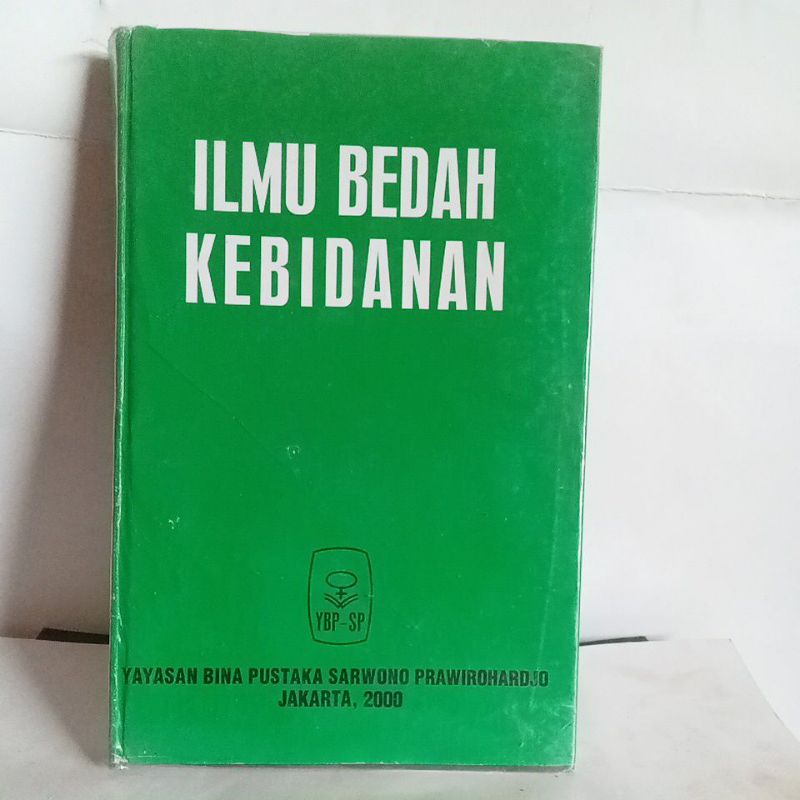 ILMU BEDAH
KEBIDANAN
YBP-SP
YAYASAN BINA PUSTAKA SARWONO PRAWIROHARDJO
JAKARTA, 2000